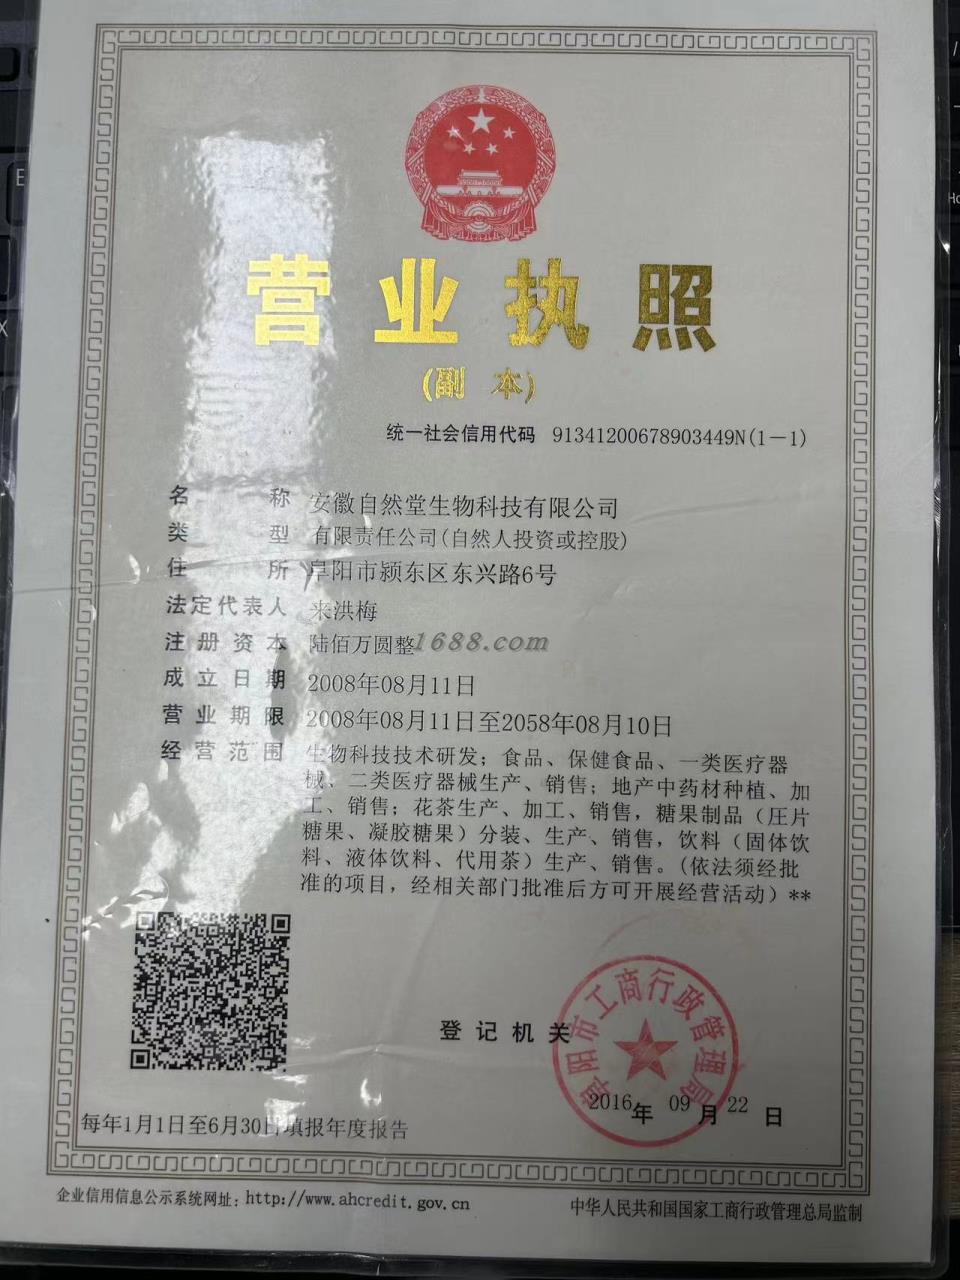 营业执照
(副 本)
统一社会信用代码 91341200678903449N(1－1)
名称 安徽自然堂生物科技有限公司
类型 有限责任公司(自然人投资或控股)
住所 阜阳市颍东区东兴路6号
法定代表人 来洪梅
注册资本 陆佰万圆整
1688.com
成立日期 2008年08月11日
营业期限 2008年08月11日至2058年08月10日
经营范围 生物科技技术研发；食品、保健食品、一类医疗器
械、二类医疗器械生产、销售；地产中药材种植、加
工、销售；花茶生产、加工、销售，糖果制品（压片
糖果、凝胶糖果）分装、生产、销售，饮料（固体饮
料、液体饮料、代用茶）生产、销售。(依法须经批
准的项目，经相关部门批准后方可开展经营活动）**
登记机关
阜阳市工商行政管理局
2016年 09月22日
每年1月1日至6月30日填报年度报告
企业信用信息公示系统网址：http://www.ahcredit.gov.cn
中华人民共和国国家工商行政管理总局监制